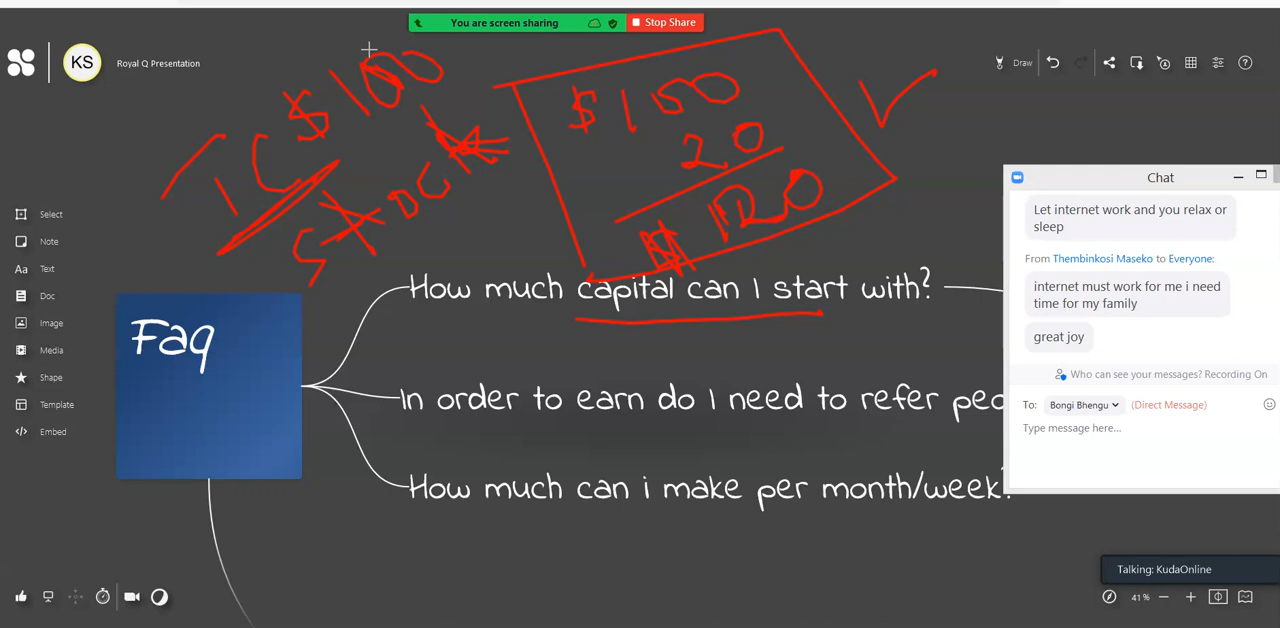 You are screen sharing Stop Share
KS Royal Q Presentation
Draw
$100
$100
20
120
Select
Note
Aa Text
Doc
Image
Media
Shape
Template
Embed
Faq
How much capital can I start with?
In order to earn do I need to refer
How much can i make per month/week?
Chat
Let internet work and you relax or
sleep
From Thembinkosi Maseko to Everyone:
internet must work for me i need
time for my family
great joy
Who can see your messages? Recording On
To: Bongi Bhengu (Direct Message)
Type message here...
Talking: KudaOnline
41%